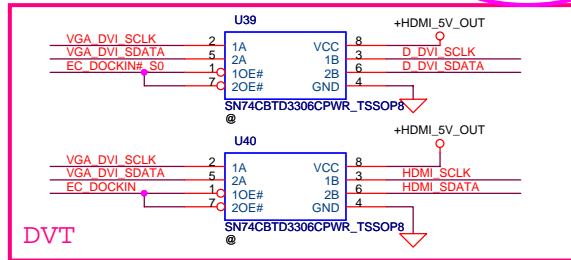 U39
+HDMI_5V_OUT
VGA_DVI_SCLK 2 1A VCC 8
VGA_DVI_SDATA 5 2A 1B 3 D_DVI_SCLK
EC_DOCKIN#_S0 1 1OE# 2B 6 D_DVI_SDATA
7 2OE# GND 4
SN74CBTD3306CPWR_TSSOP8
@
U40
+HDMI_5V_OUT
VGA_DVI_SCLK 2 1A VCC 8
VGA_DVI_SDATA 5 2A 1B 3 HDMI_SCLK
EC_DOCKIN 1 1OE# 2B 6 HDMI_SDATA
7 2OE# GND 4
SN74CBTD3306CPWR_TSSOP8
@
DVT